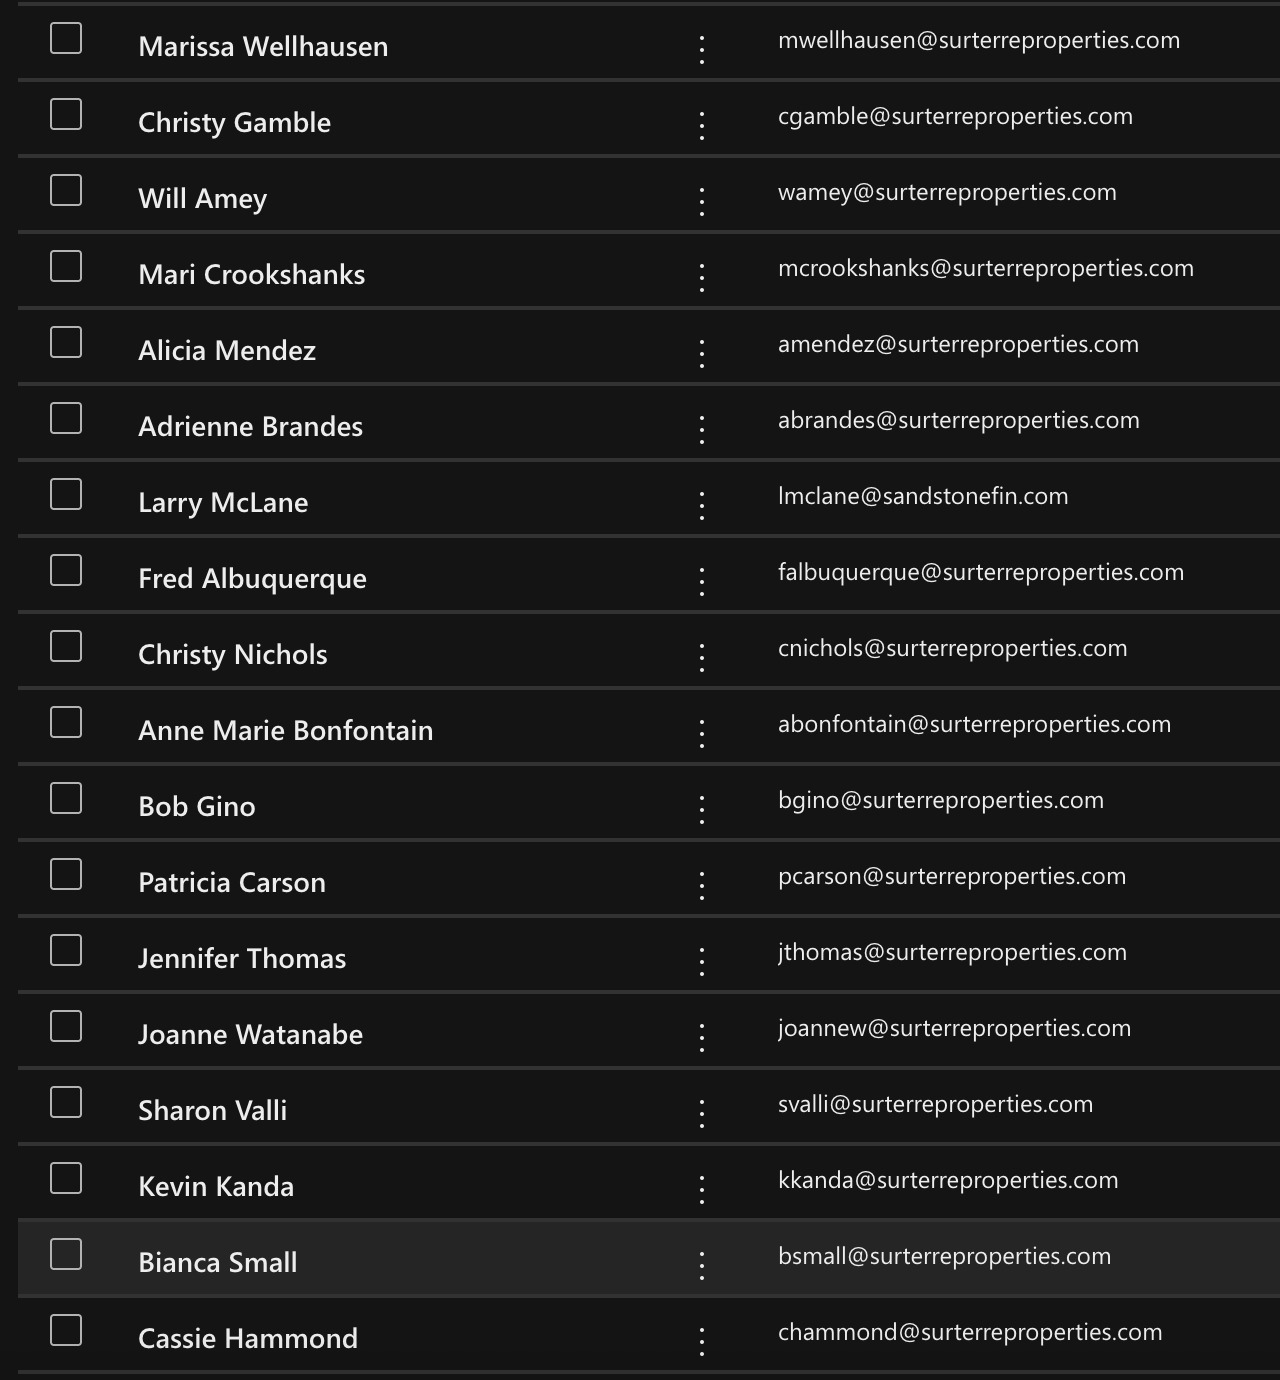 Marissa Wellhausen mwellhausen@surterreproperties.com
Christy Gamble cgamble@surterreproperties.com
Will Amey wamey@surterreproperties.com
Mari Crookshanks mcrookshanks@surterreproperties.com
Alicia Mendez amendez@surterreproperties.com
Adrienne Brandes abrandes@surterreproperties.com
Larry McLane lmclane@sandstonefin.com
Fred Albuquerque falbuquerque@surterreproperties.com
Christy Nichols cnichols@surterreproperties.com
Anne Marie Bonfontain abonfontain@surterreproperties.com
Bob Gino bgino@surterreproperties.com
Patricia Carson pcarson@surterreproperties.com
Jennifer Thomas jthomas@surterreproperties.com
Joanne Watanabe joannew@surterreproperties.com
Sharon Valli svalli@surterreproperties.com
Kevin Kanda kkanda@surterreproperties.com
Bianca Small bsmall@surterreproperties.com
Cassie Hammond chammond@surterreproperties.com